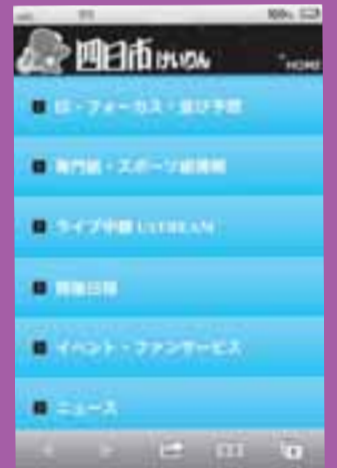 100%
四日市けいりん
HOME
・フォーカス・並び予想
専門紙・スポーツ紙情報
ライブ中継 USTREAM
開催日程
イベント・ファンサービス
ニュース